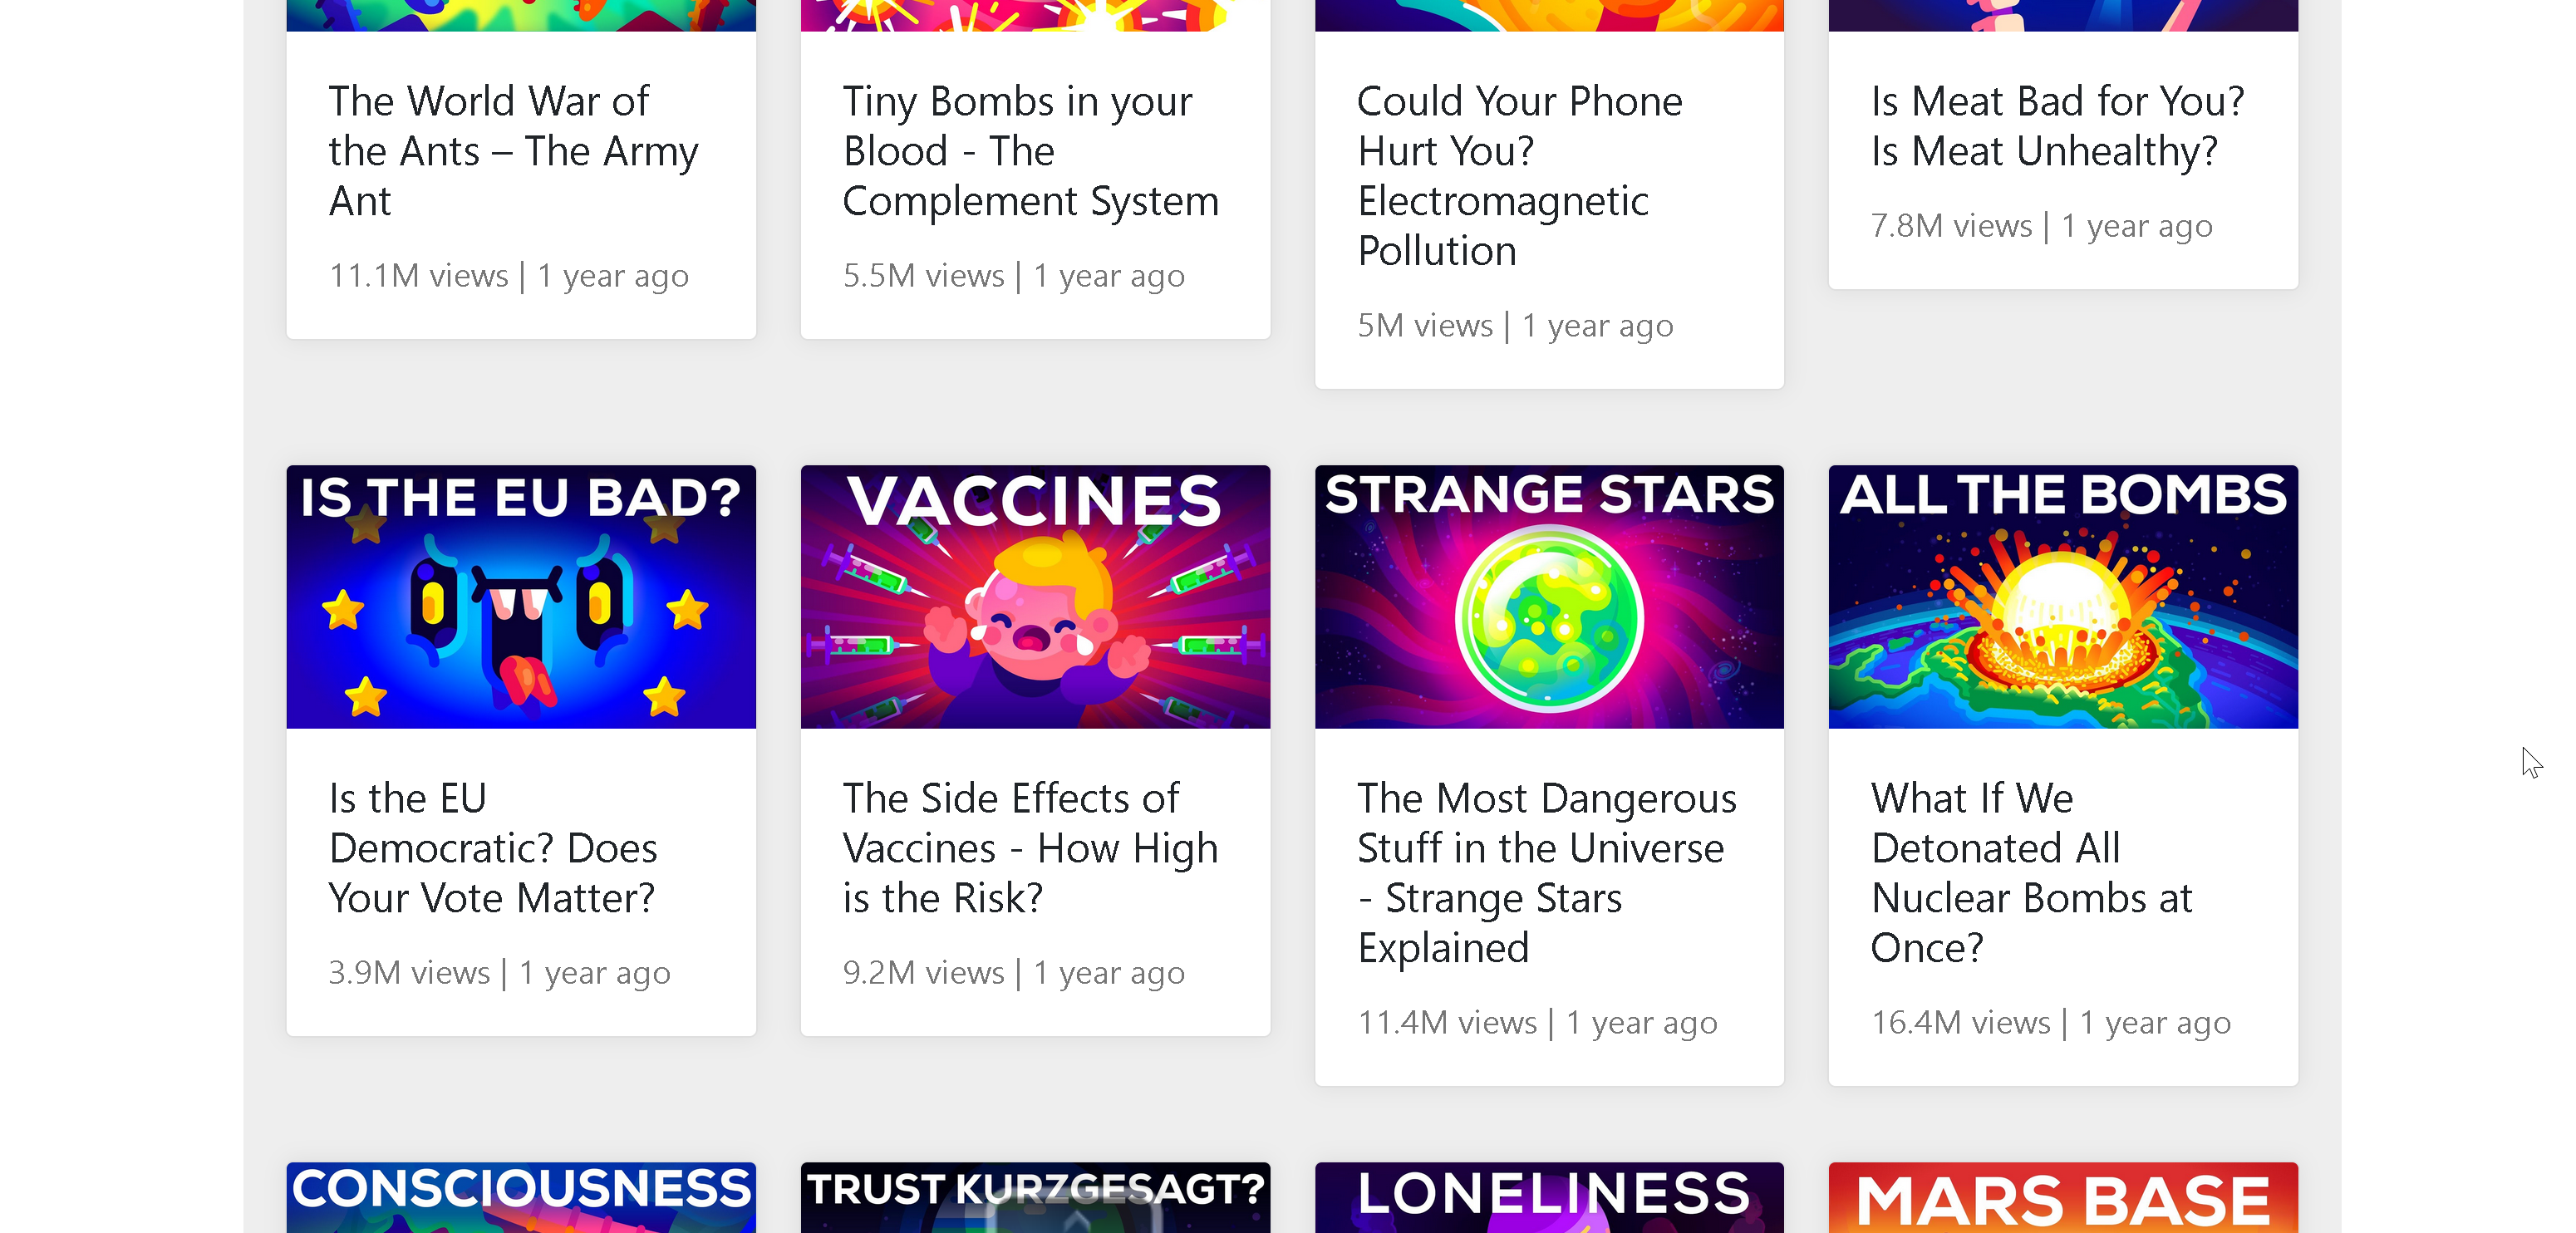 The World War of
the Ants – The Army
Ant
11.1M views | 1 year ago
Tiny Bombs in your
Blood - The
Complement System
5.5M views | 1 year ago
Could Your Phone
Hurt You?
Electromagnetic
Pollution
5M views | 1 year ago
Is Meat Bad for You?
Is Meat Unhealthy?
7.8M views | 1 year ago
IS THE EU BAD?
Is the EU
Democratic? Does
Your Vote Matter?
3.9M views | 1 year ago
VACCINES
The Side Effects of
Vaccines - How High
is the Risk?
9.2M views | 1 year ago
STRANGE STARS
The Most Dangerous
Stuff in the Universe
- Strange Stars
Explained
11.4M views | 1 year ago
ALL THE BOMBS
What If We
Detonated All
Nuclear Bombs at
Once?
16.4M views | 1 year ago
CONSCIOUSNESS
TRUST KURZGESAGT?
LONELINESS
MARS BASE